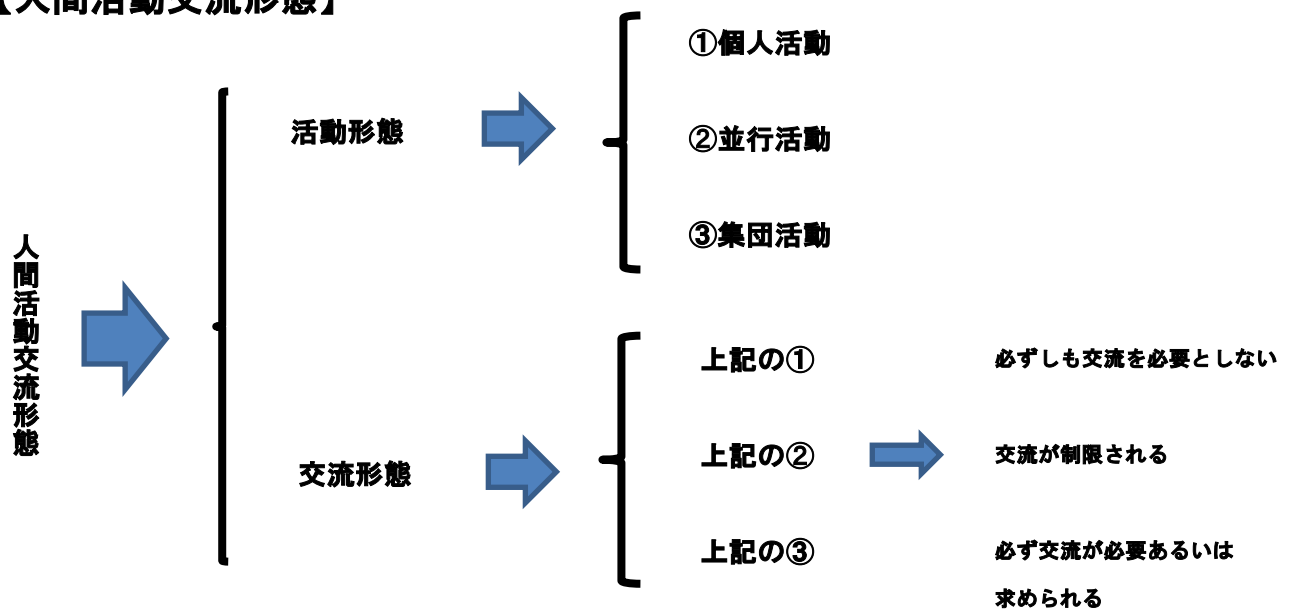 【人間活動交流形態】
①個人活動
活動形態
②並行活動
③集団活動
人間活動交流形態
上記の①
必ずしも交流を必要としない
交流形態
上記の②
交流が制限される
上記の③
必ず交流が必要あるいは
求められる